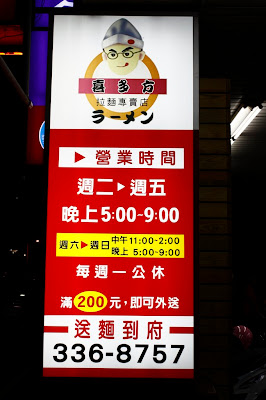 喜多方
拉麵專賣店
ラーメン
▶營業時間
週二▶週五
晚上5:00-9:00
週六▶週日 中午11:00-2:00
晚上 5:00-9:00
每週一公休
滿200元,即可外送
送麵到府
336-8757